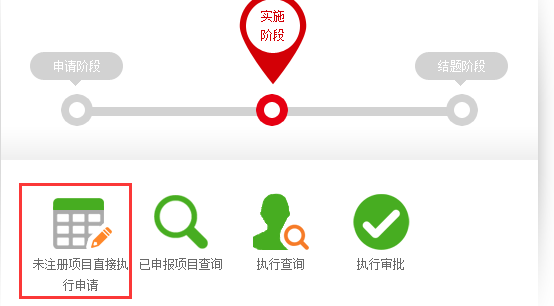 实施
阶段
申请阶段
结题阶段
未注册项目直接执
行申请
已申报项目查询
执行查询
执行审批